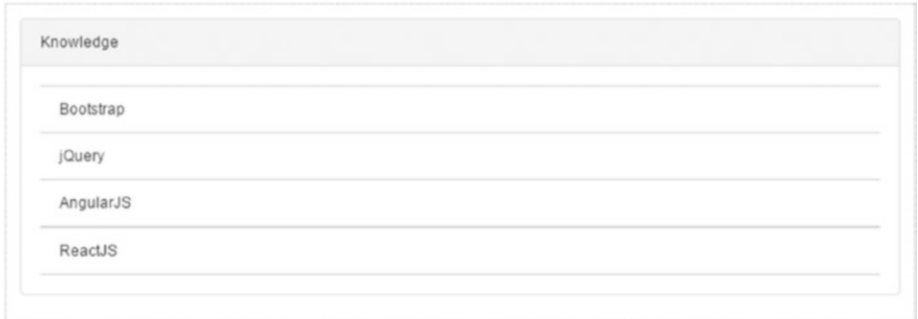 Knowledge
Bootstrap
jQuery
AngularJS
ReactJS